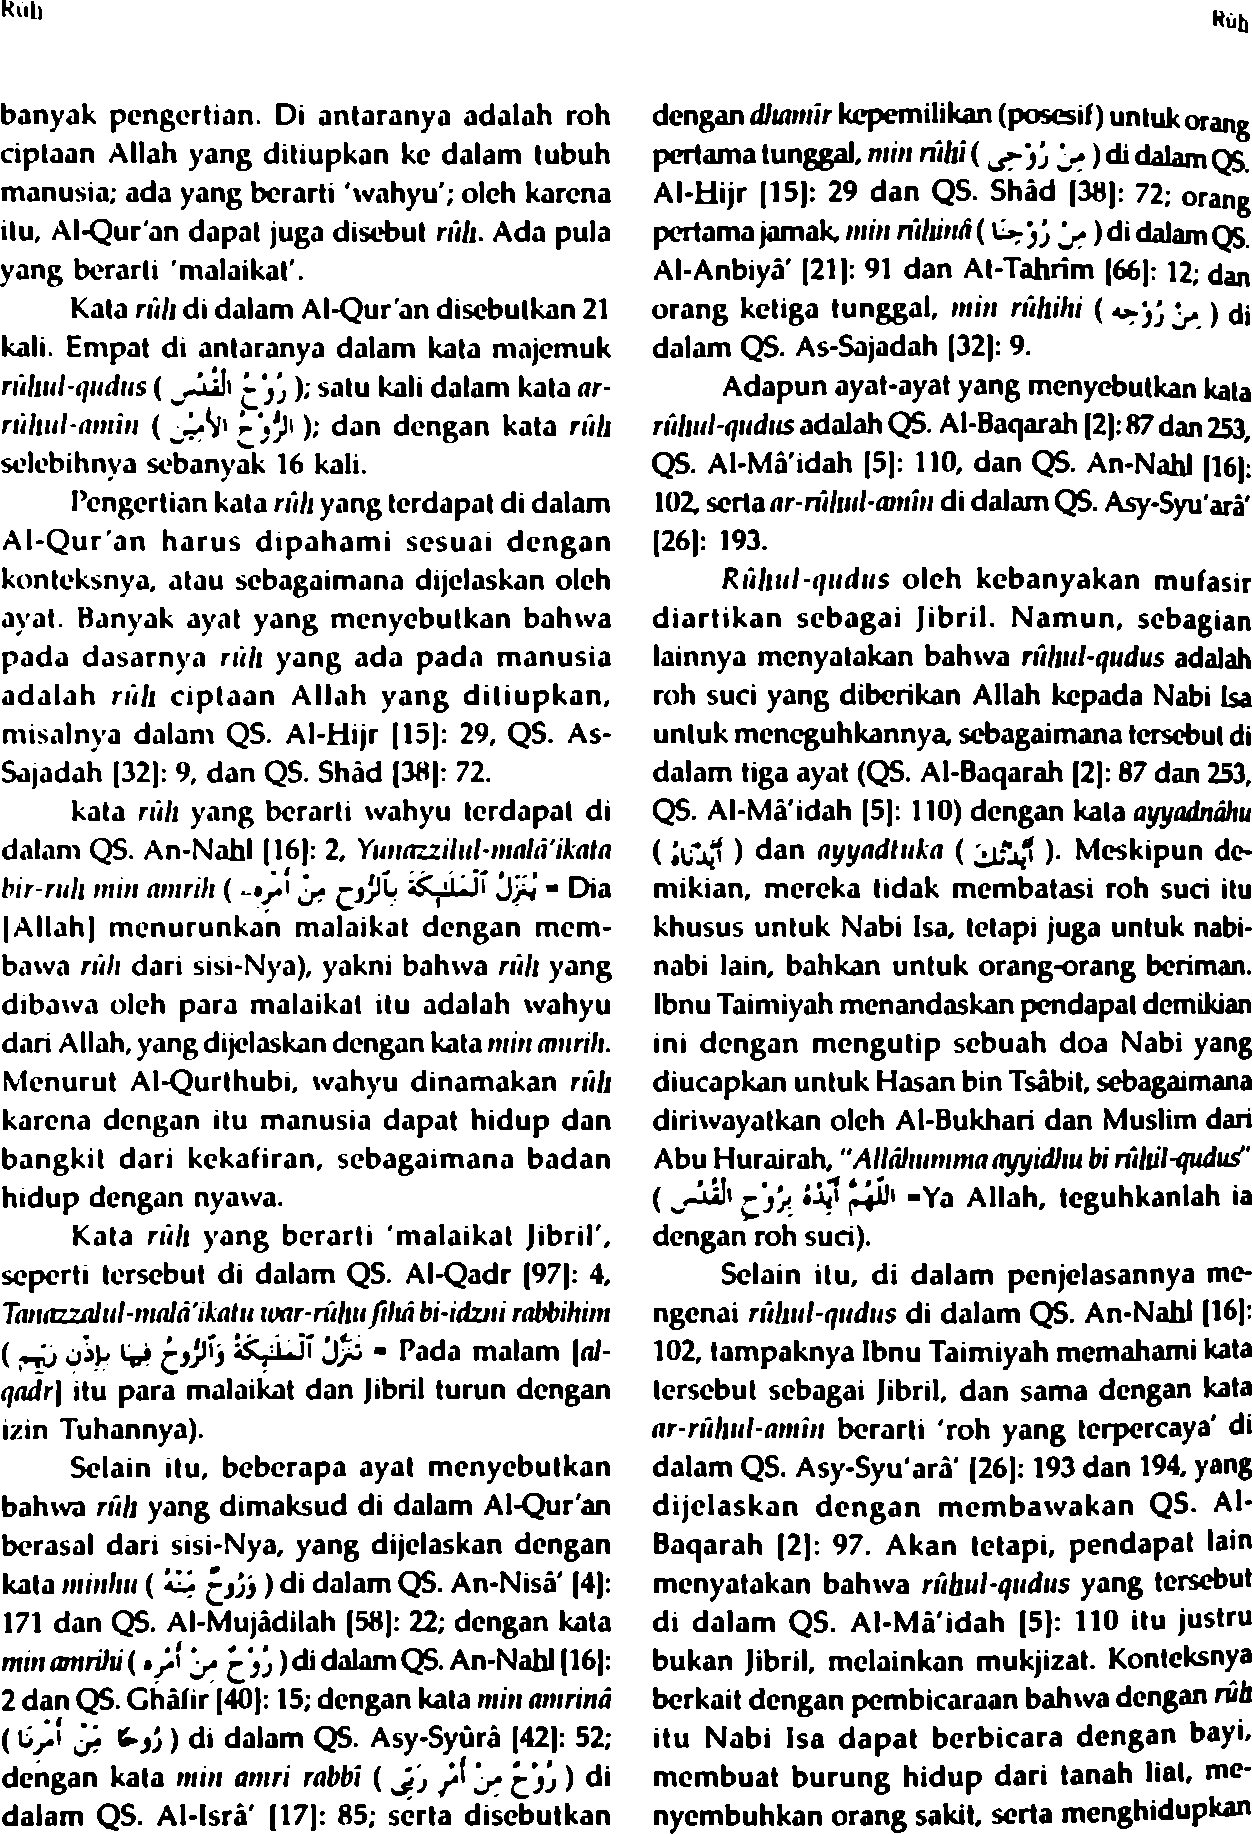 Rûh
Rûh
banyak pengertian. Di antaranya adalah roh
ciptaan Allah yang ditiupkan ke dalam tubuh
manusia; ada yang berarti 'wahyu'; oleh karena
itu, Al-Qur'an dapat juga disebut rûh. Ada pula
yang berarti 'malaikat'.
Kata rûh di dalam Al-Qur'an disebutkan 21
kali. Empat di antaranya dalam kata majemuk
rûhul-qudus ( رُوْحُ الْقُدُسِ ); satu kali dalam kata ar-
rûhul-amîn ( الرُّوْحُ الْأَمِيْنُ ); dan dengan kata rûh
selebihnya sebanyak 16 kali.
Pengertian kata rûh yang terdapat di dalam
Al-Qur'an harus dipahami sesuai dengan
konteksnya, atau sebagaimana dijelaskan oleh
ayat. Banyak ayat yang menyebutkan bahwa
pada dasarnya rûh yang ada pada manusia
adalah rûh ciptaan Allah yang ditiupkan,
misalnya dalam QS. Al-Hijr [15]: 29, QS. As-
Sajadah [32]: 9, dan QS. Shâd [38]: 72.
kata rûh yang berarti wahyu terdapat di
dalam QS. An-Nahl [16]: 2, Yunazzilul-malâ'ikata
bir-ruh min amrih ( يُنَزِّلُ ٱلْمَلَٰٓئِكَةَ بِٱلرُّوحِ مِنْ أَمْرِهِۦ = Dia
[Allah] menurunkan malaikat dengan mem-
bawa rûh dari sisi-Nya), yakni bahwa rûh yang
dibawa oleh para malaikat itu adalah wahyu
dari Allah, yang dijelaskan dengan kata min amrih.
Menurut Al-Qurthubi, wahyu dinamakan rûh
karena dengan itu manusia dapat hidup dan
bangkit dari kekafiran, sebagaimana badan
hidup dengan nyawa.
Kata rûh yang berarti 'malaikat Jibril',
seperti tersebut di dalam QS. Al-Qadr [97]: 4,
Tanazzalul-malâ'ikatu war-rûhu fîhâ bi-idzni rabbihim
( تَنَزَّلُ ٱلْمَلَٰٓئِكَةُ وَٱلرُّوحُ فِيهَا بِإِذْنِ رَبِّهِم = Pada malam [al-
qadr] itu para malaikat dan Jibril turun dengan
izin Tuhannya).
Selain itu, beberapa ayat menyebutkan
bahwa rûh yang dimaksud di dalam Al-Qur'an
berasal dari sisi-Nya, yang dijelaskan dengan
kata minhu ( وَرُوحٌ مِّنْهُ ) di dalam QS. An-Nisâ' [4]:
171 dan QS. Al-Mujâdilah [58]: 22; dengan kata
min amrihi ( رُوْحٌ مِنْ أَمْرِهِ ) di dalam QS. An-Nahl [16]:
2 dan QS. Ghâfir [40]: 15; dengan kata min amrinâ
( رُوحًا مِّنْ أَمْرِنَا ) di dalam QS. Asy-Syûrâ [42]: 52;
dengan kata min amri rabbî ( رُوْحٌ مِنْ أَمْرِ رَبِّي ) di
dalam QS. Al-Isrâ' [17]: 85; serta disebutkan
dengan dhamîr kepemilikan (posesif) untuk orang
pertama tunggal, min rûhî ( مِنْ رُوْحِي ) di dalam QS.
Al-Hijr [15]: 29 dan QS. Shâd [38]: 72; orang
pertama jamak, min rûhinâ ( مِنْ رُوْحِنَا ) di dalam QS.
Al-Anbiyâ' [21]: 91 dan At-Tahrîm [66]: 12; dan
orang ketiga tunggal, min rûhihi ( مِنْ رُوْحِهِ ) di
dalam QS. As-Sajadah [32]: 9.
Adapun ayat-ayat yang menyebutkan kata
rûhul-qudus adalah QS. Al-Baqarah [2]: 87 dan 253,
QS. Al-Mâ'idah [5]: 110, dan QS. An-Nahl [16]:
102, serta ar-rûhul-amîn di dalam QS. Asy-Syu'arâ'
[26]: 193.
Rûhul-qudus oleh kebanyakan mufasir
diartikan sebagai Jibril. Namun, sebagian
lainnya menyatakan bahwa rûhul-qudus adalah
roh suci yang diberikan Allah kepada Nabi Isa
untuk meneguhkannya, sebagaimana tersebut di
dalam tiga ayat (QS. Al-Baqarah [2]: 87 dan 253,
QS. Al-Mâ'idah [5]: 110) dengan kata ayyadnâhu
( أَيَّدْنَاهُ ) dan ayyadtuka ( أَيَّدْتُكَ ). Meskipun de-
mikian, mereka tidak membatasi roh suci itu
khusus untuk Nabi Isa, tetapi juga untuk nabi-
nabi lain, bahkan untuk orang-orang beriman.
Ibnu Taimiyah menandaskan pendapat demikian
ini dengan mengutip sebuah doa Nabi yang
diucapkan untuk Hasan bin Tsâbit, sebagaimana
diriwayatkan oleh Al-Bukhari dan Muslim dari
Abu Hurairah, "Allâhumma ayyidhu bi rûhil-qudus"
( اللَّهُمَّ أَيِّدْهُ بِرُوْحِ الْقُدُسِ =Ya Allah, teguhkanlah ia
dengan roh suci).
Selain itu, di dalam penjelasannya me-
ngenai rûhul-qudus di dalam QS. An-Nahl [16]:
102, tampaknya Ibnu Taimiyah memahami kata
tersebut sebagai Jibril, dan sama dengan kata
ar-rûhul-amîn berarti 'roh yang terpercaya' di
dalam QS. Asy-Syu'arâ' [26]: 193 dan 194, yang
dijelaskan dengan membawakan QS. Al-
Baqarah [2]: 97. Akan tetapi, pendapat lain
menyatakan bahwa rûhul-qudus yang tersebut
di dalam QS. Al-Mâ'idah [5]: 110 itu justru
bukan Jibril, melainkan mukjizat. Konteksnya
berkait dengan pembicaraan bahwa dengan rûh
itu Nabi Isa dapat berbicara dengan bayi,
membuat burung hidup dari tanah liat, me-
nyembuhkan orang sakit, serta menghidupkan